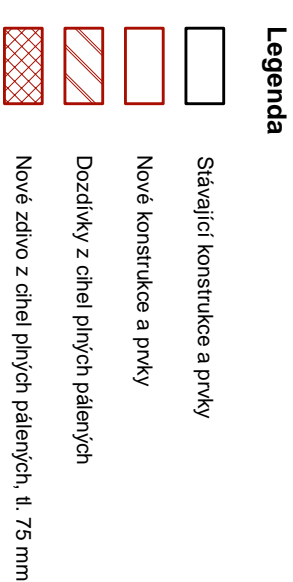 Legenda
Stávající konstrukce a prvky
Nové konstrukce a prvky
Dozdívky z cihel plných pálených
Nové zdivo z cihel plných pálených, tl. 75 mm